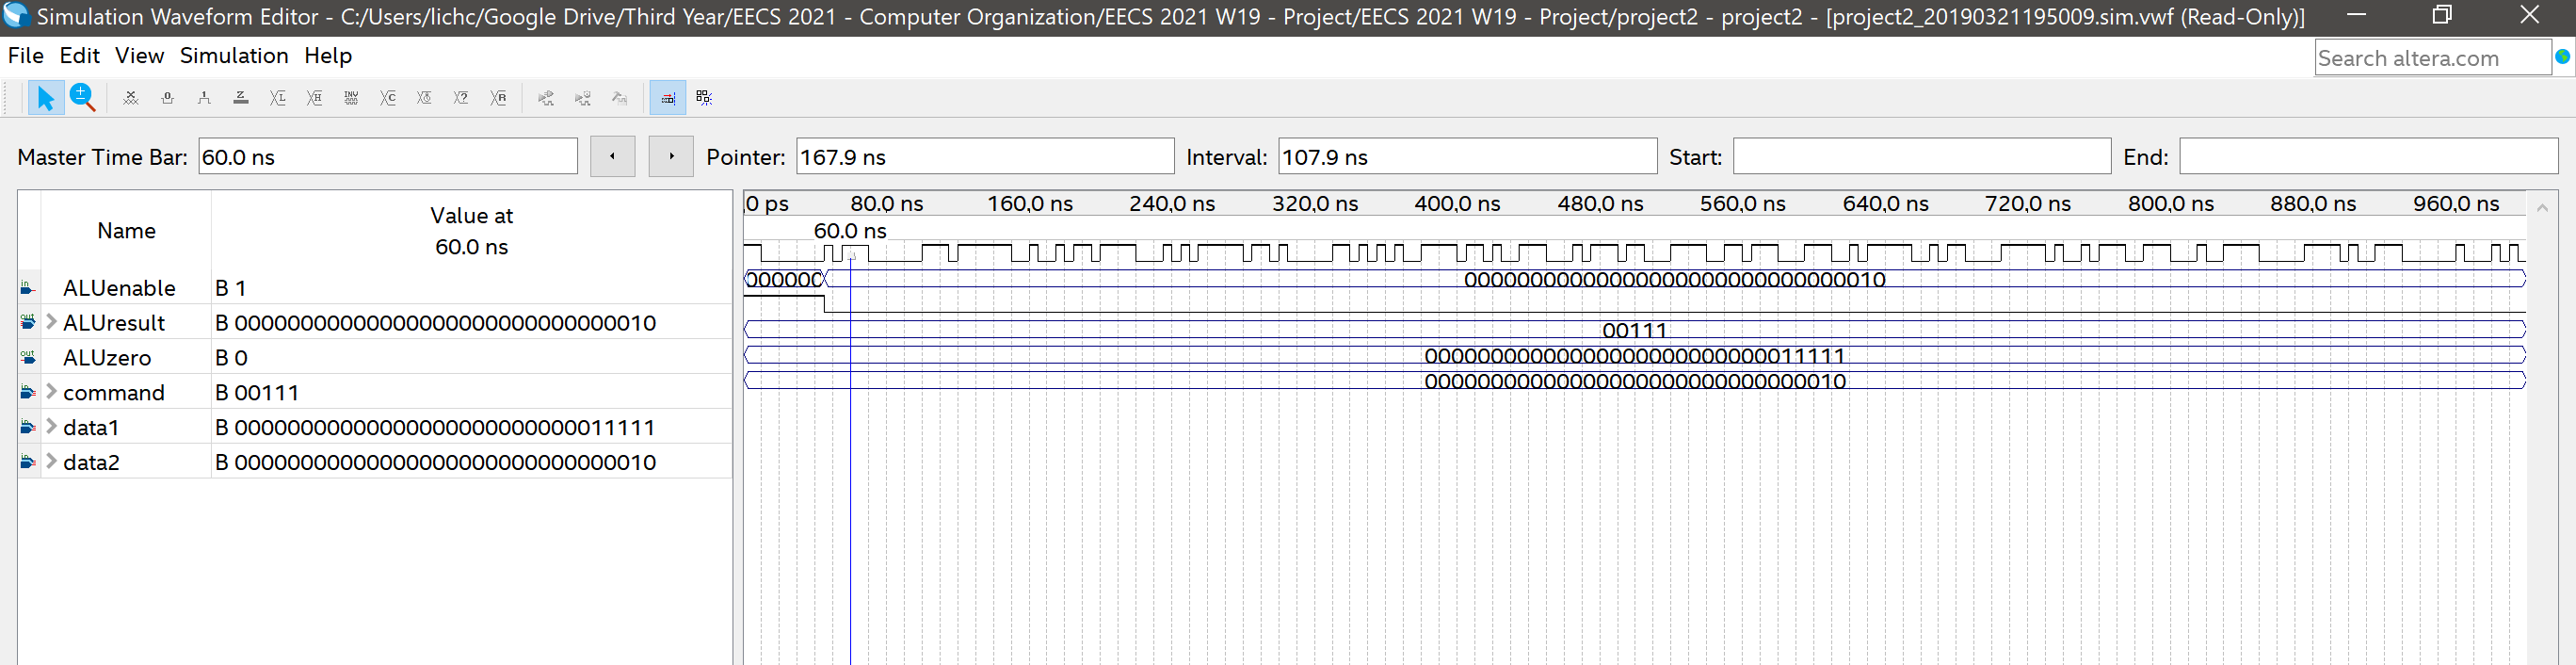 Simulation Waveform Editor - C:/Users/lichc/Google Drive/Third Year/EECS 2021 - Computer Organization/EECS 2021 W19 - Project/EECS 2021 W19 - Project/project2 - project2 - [project2_20190321195009.sim.vwf (Read-Only)]
File Edit View Simulation Help
Search altera.com
Master Time Bar: 60.0 ns Pointer: 167.9 ns Interval: 107.9 ns Start: End:
Name
Value at
60.0 ns
0 ps 80.0 ns 160.0 ns 240.0 ns 320.0 ns 400.0 ns 480.0 ns 560.0 ns 640.0 ns 720.0 ns 800.0 ns 880.0 ns 960.0 ns
60.0 ns
ALUenable B 1
ALUresult B 00000000000000000000000000000010
ALUzero B 0
command B 00111
data1 B 00000000000000000000000000011111
data2 B 00000000000000000000000000000010
00000000000000000000000000000010
00111
00000000000000000000000000011111
00000000000000000000000000000010